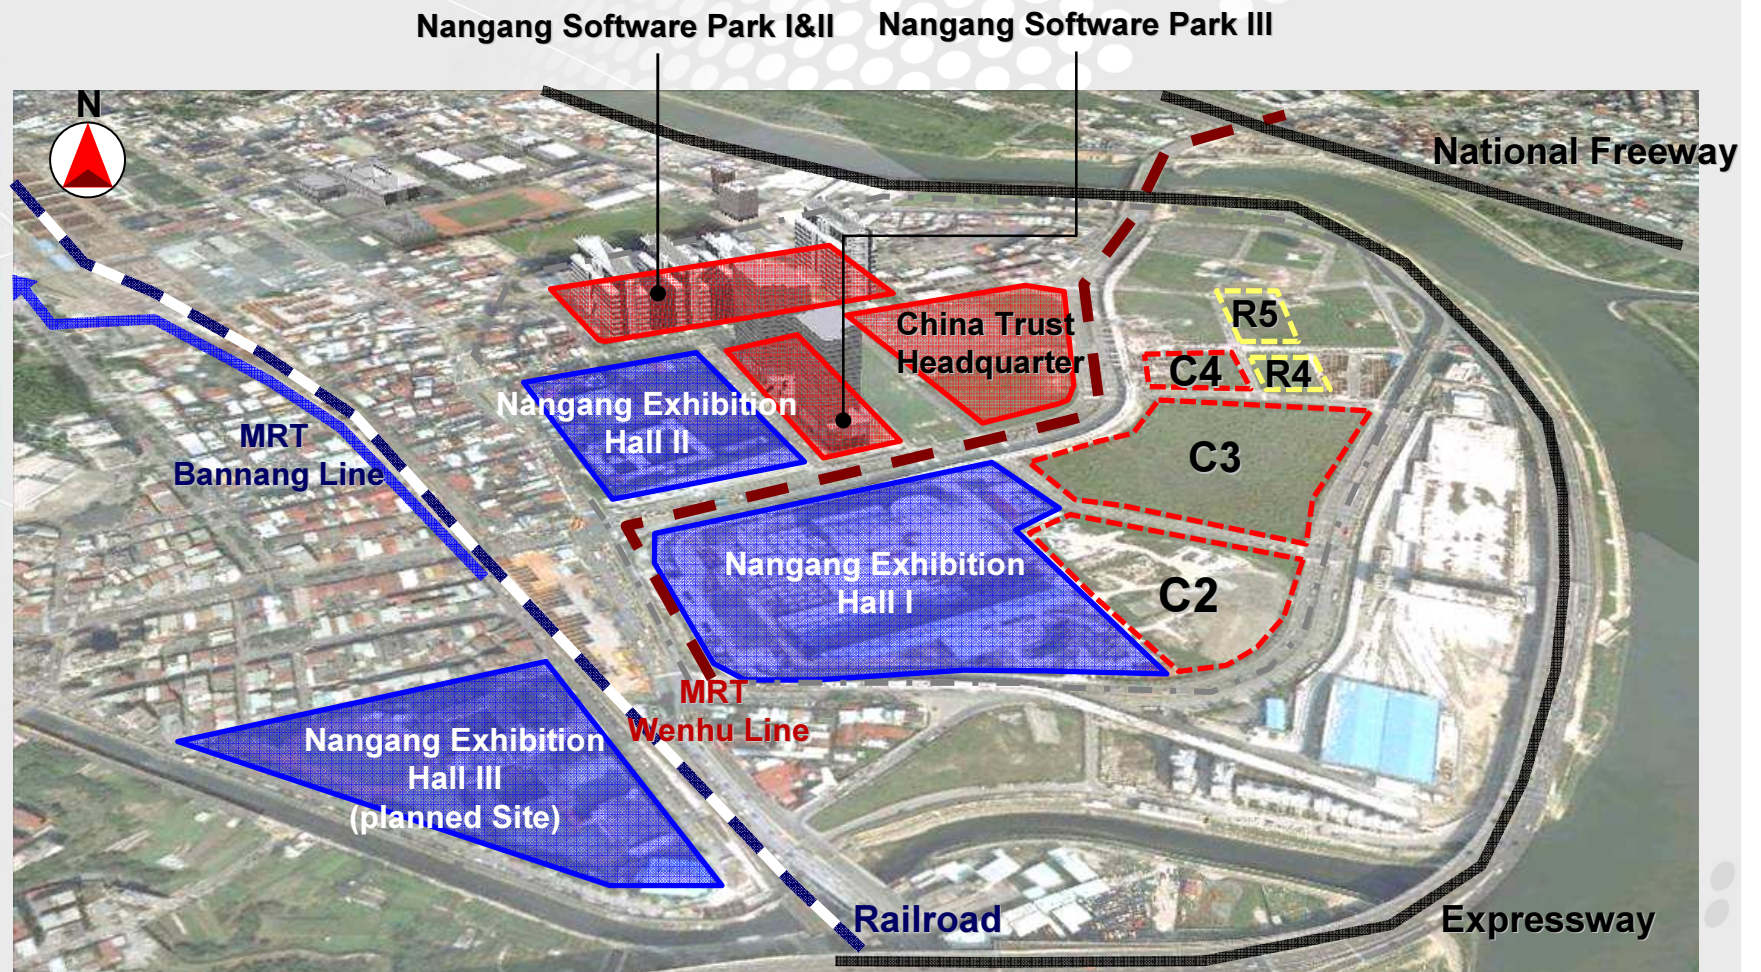 Nangang Software Park I&II
Nangang Software Park III
N
National Freeway
China Trust
Headquarter
R5
C4
R4
Nangang Exhibition
Hall II
MRT
Bannang Line
C3
Nangang Exhibition
Hall I
C2
MRT
Wenhu Line
Nangang Exhibition
Hall III
(planned Site)
Railroad
Expressway